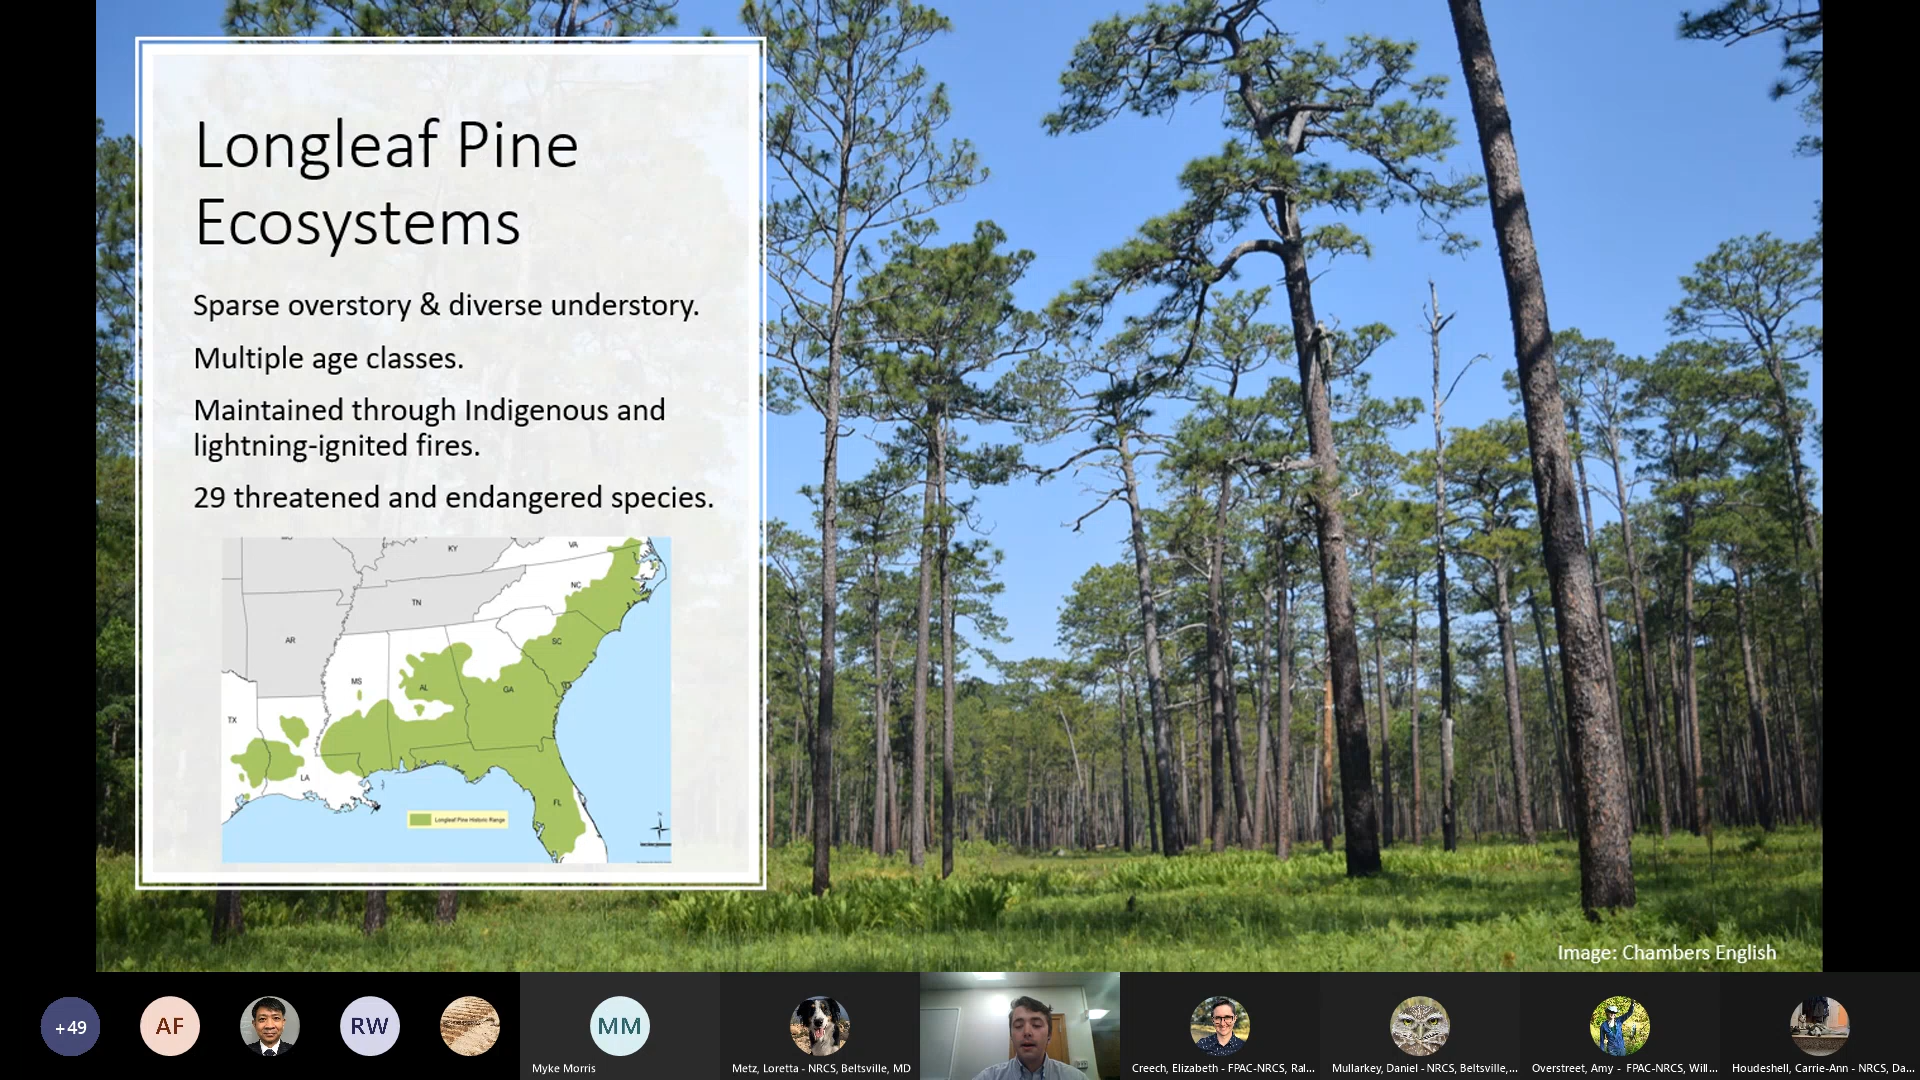 Longleaf Pine
Ecosystems
Sparse overstory & diverse understory.
Multiple age classes.
Maintained through Indigenous and
lightning-ignited fires.
29 threatened and endangered species.
KY
VA
TN
NC
AR
SC
MS
AL
GA
TX
LA
FL
Longleaf Pine Historic Range
N
Image: Chambers English
+49
AF
RW
MM
Myke Morris
Metz, Loretta - NRCS, Beltsville, MD
Creech, Elizabeth - FPAC-NRCS, Ral...
Mullarkey, Daniel - NRCS, Beltsville,...
Overstreet, Amy - FPAC-NRCS, Will...
Houdeshell, Carrie-Ann - NRCS, Da...